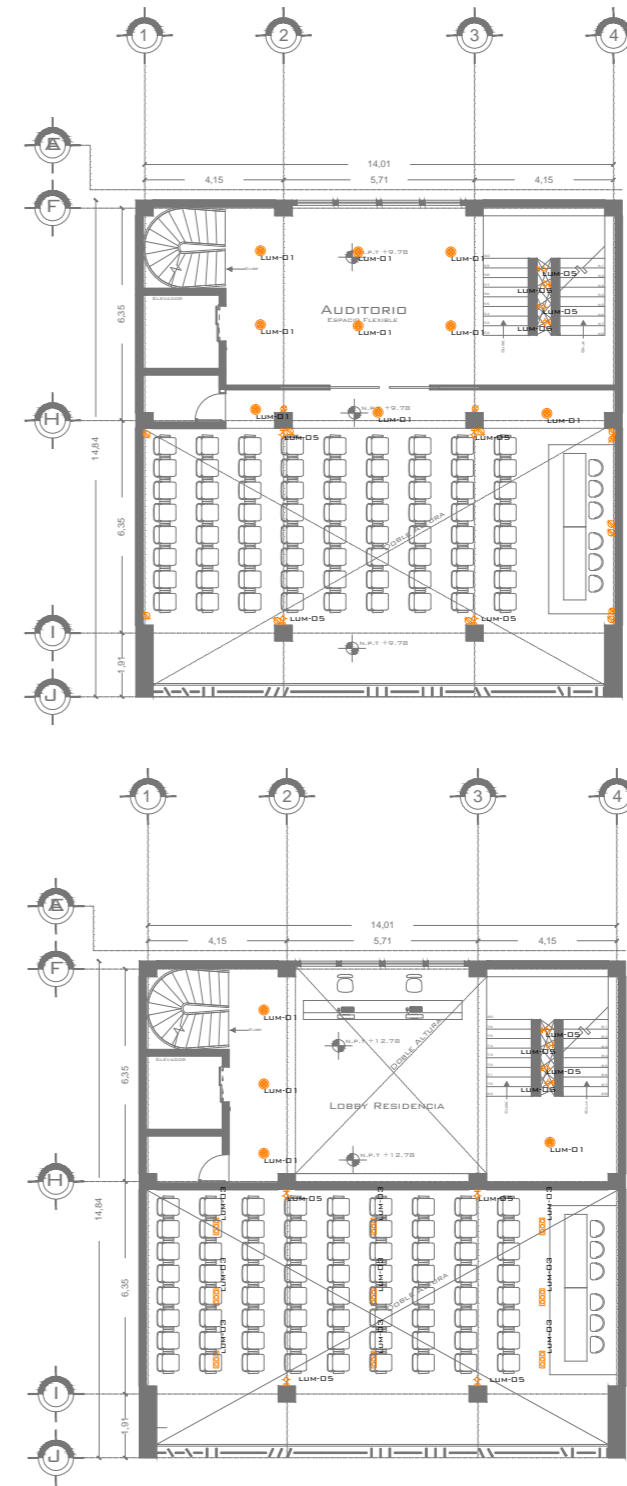 1 2 3 4
14,01
4,15 5,71 4,15
F
N.P.T +9.78
LUM-01 LUM-01 LUM-01
LUM-05
LUM-05
ELEVADOR
AUDITORIO
ESPACIO FLEXIBLE
LUM-05
LUM-01 LUM-01 LUM-01
LUM-05
6,35
H
N.P.T +9.78
LUM-01 LUM-01 LUM-01
LUM-05 LUM-05
14,84
DOBLE ALTURA
6,35
LUM-05 LUM-05
I
N.P.T +9.78
1,91
J
1 2 3 4
14,01
4,15 5,71 4,15
F
LUM-01
DOBLE ALTURA
N.P.T +12.78
LUM-05
LUM-05
ELEVADOR
LUM-05
LUM-01
LUM-05
6,35
LOBBY RESIDENCIA
LUM-01
LUM-01
N.P.T +12.78
H
LUM-05 LUM-05
LUM-03 LUM-03 LUM-03
14,84
LUM-03 LUM-03 LUM-03
DOBLE ALTURA
6,35
LUM-03 LUM-03 LUM-03
LUM-05 LUM-05
I
1,91
J